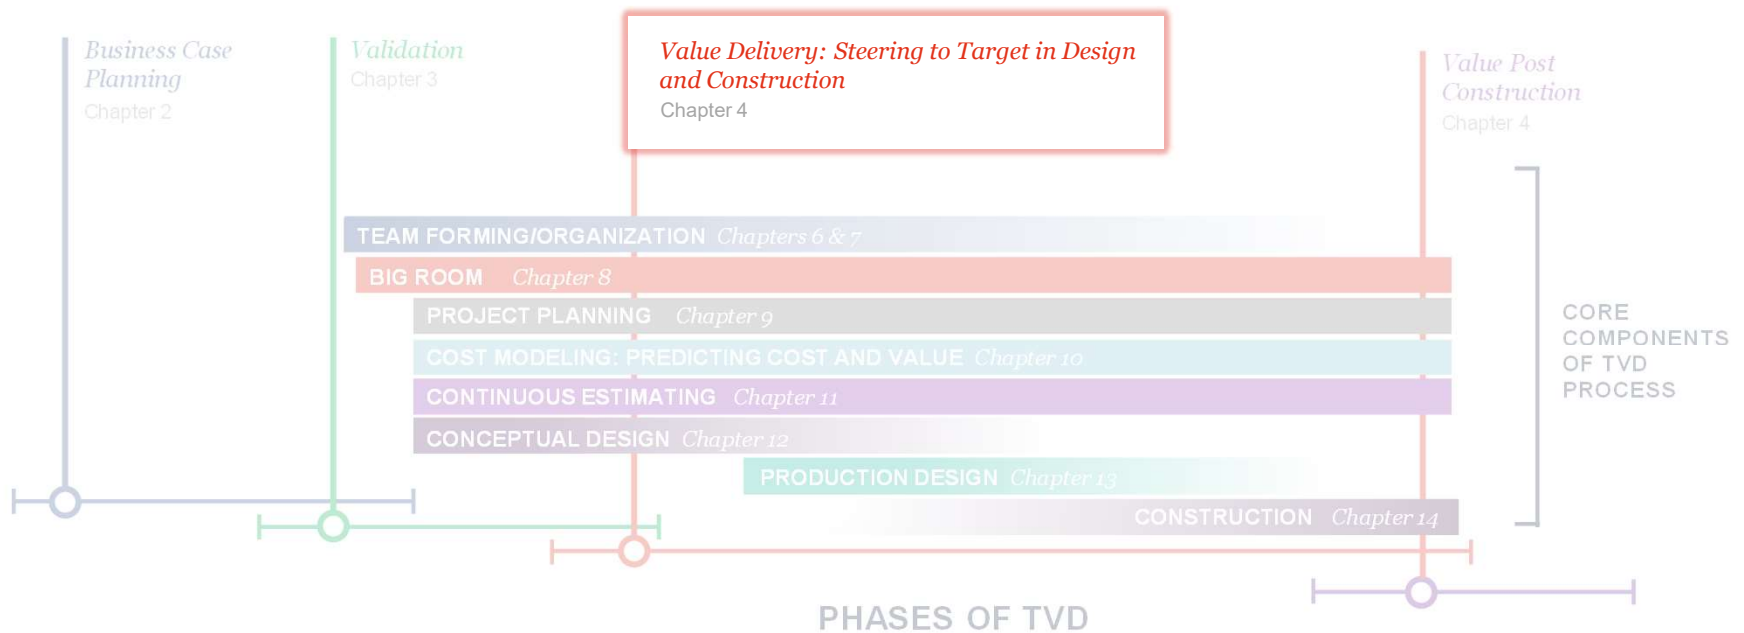 Business Case
Planning
Chapter 2
Validation
Chapter 3
Value Delivery: Steering to Target in Design
and Construction
Chapter 4
Value Post
Construction
Chapter 4
TEAM FORMING/ORGANIZATION Chapters 6 & 7
BIG ROOM Chapter 8
PROJECT PLANNING Chapter 9
COST MODELING: PREDICTING COST AND VALUE Chapter 10
CONTINUOUS ESTIMATING Chapter 11
CONCEPTUAL DESIGN Chapter 12
PRODUCTION DESIGN Chapter 13
CONSTRUCTION Chapter 14
CORE
COMPONENTS
OF TVD
PROCESS
PHASES OF TVD